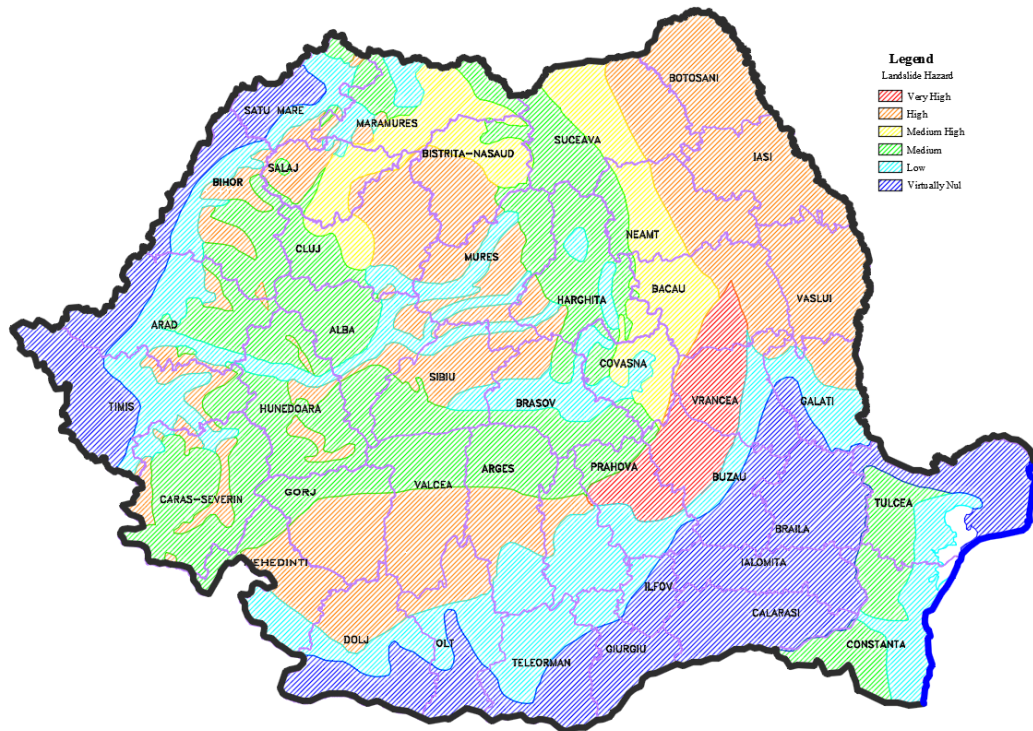 Legend
Landslide Hazard
Very High
High
Medium High
Medium
Low
Virtually Nul
BOTOSANI
SATU MARE
MARAMURES
SUCEAVA
BISTRITA-NASAUD
IASI
SALAJ
BIHOR
NEAMT
CLUJ
MURES
BACAU
HARGHITA
VASLUI
ARAD
ALBA
COVASNA
SIBIU
VRANCEA
GALATI
TIMIS
HUNEDOARA
BRASOV
ARGES
PRAHOVA
BUZAU
VALCEA
GORJ
CARAS-SEVERIN
TULCEA
BRAILA
MEHEDINTI
IALOMITA
ILFOV
CALARASI
DOLJ
OLT
GIURGIU
CONSTANTA
TELEORMAN